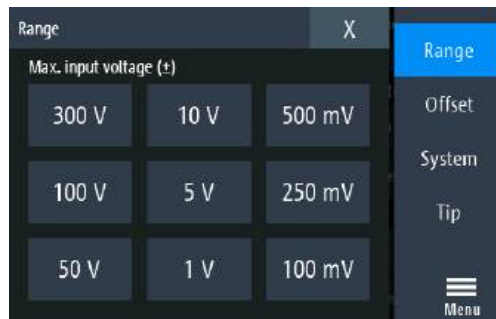 Range X
Max. input voltage (±)
300 V 10 V 500 mV
100 V 5 V 250 mV
50 V 1 V 100 mV
Range
Offset
System
Tip
Menu